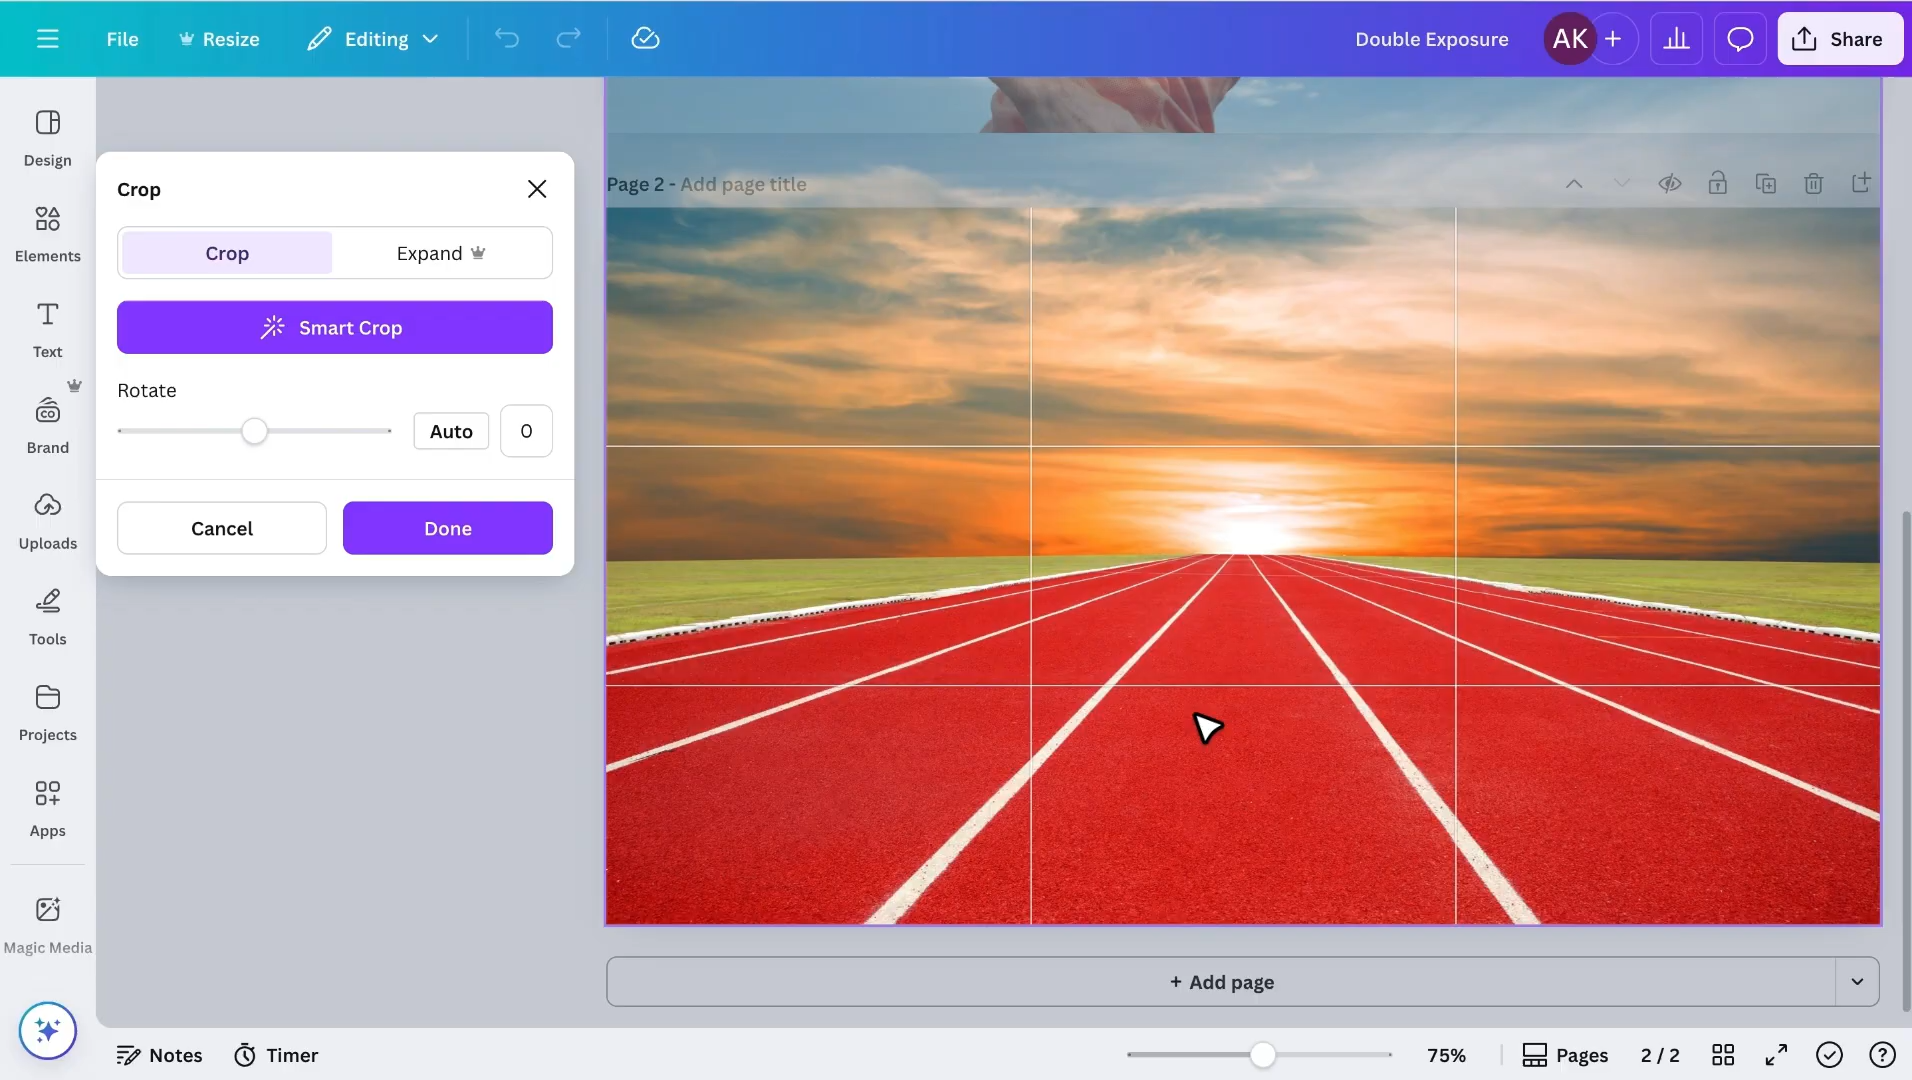 File
Resize
Editing
Double Exposure
AK
Share
Design
Elements
Text
Brand
CO
Uploads
Tools
Projects
Apps
Magic Media
Crop
Crop
Expand
Smart Crop
Rotate
Auto
0
Cancel
Done
Page 2 - Add page title
+ Add page
Notes
Timer
75%
Pages
2 / 2